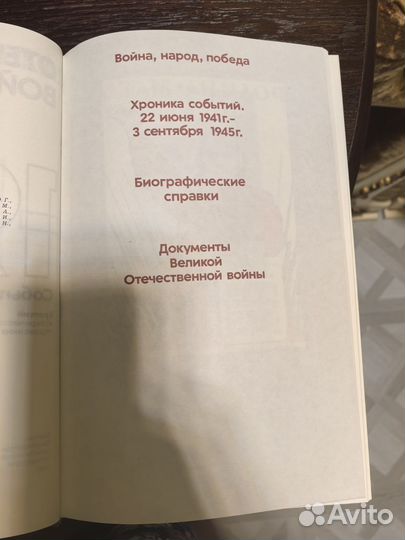 Война, народ, победа
Хроника событий.
22 июня 1941г.-
3 сентября 1945г.
Биографические
справки
Документы
Великой
Отечественной войны
Avito